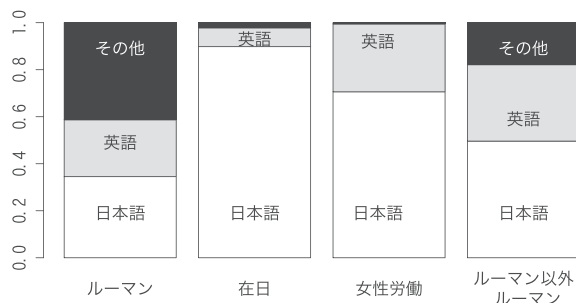 1.0
0.8
0.6
0.4
0.2
0.0
その他
英語
日本語
英語
日本語
英語
日本語
その他
英語
日本語
ルーマン
在日
女性労働
ルーマン以外
ルーマン